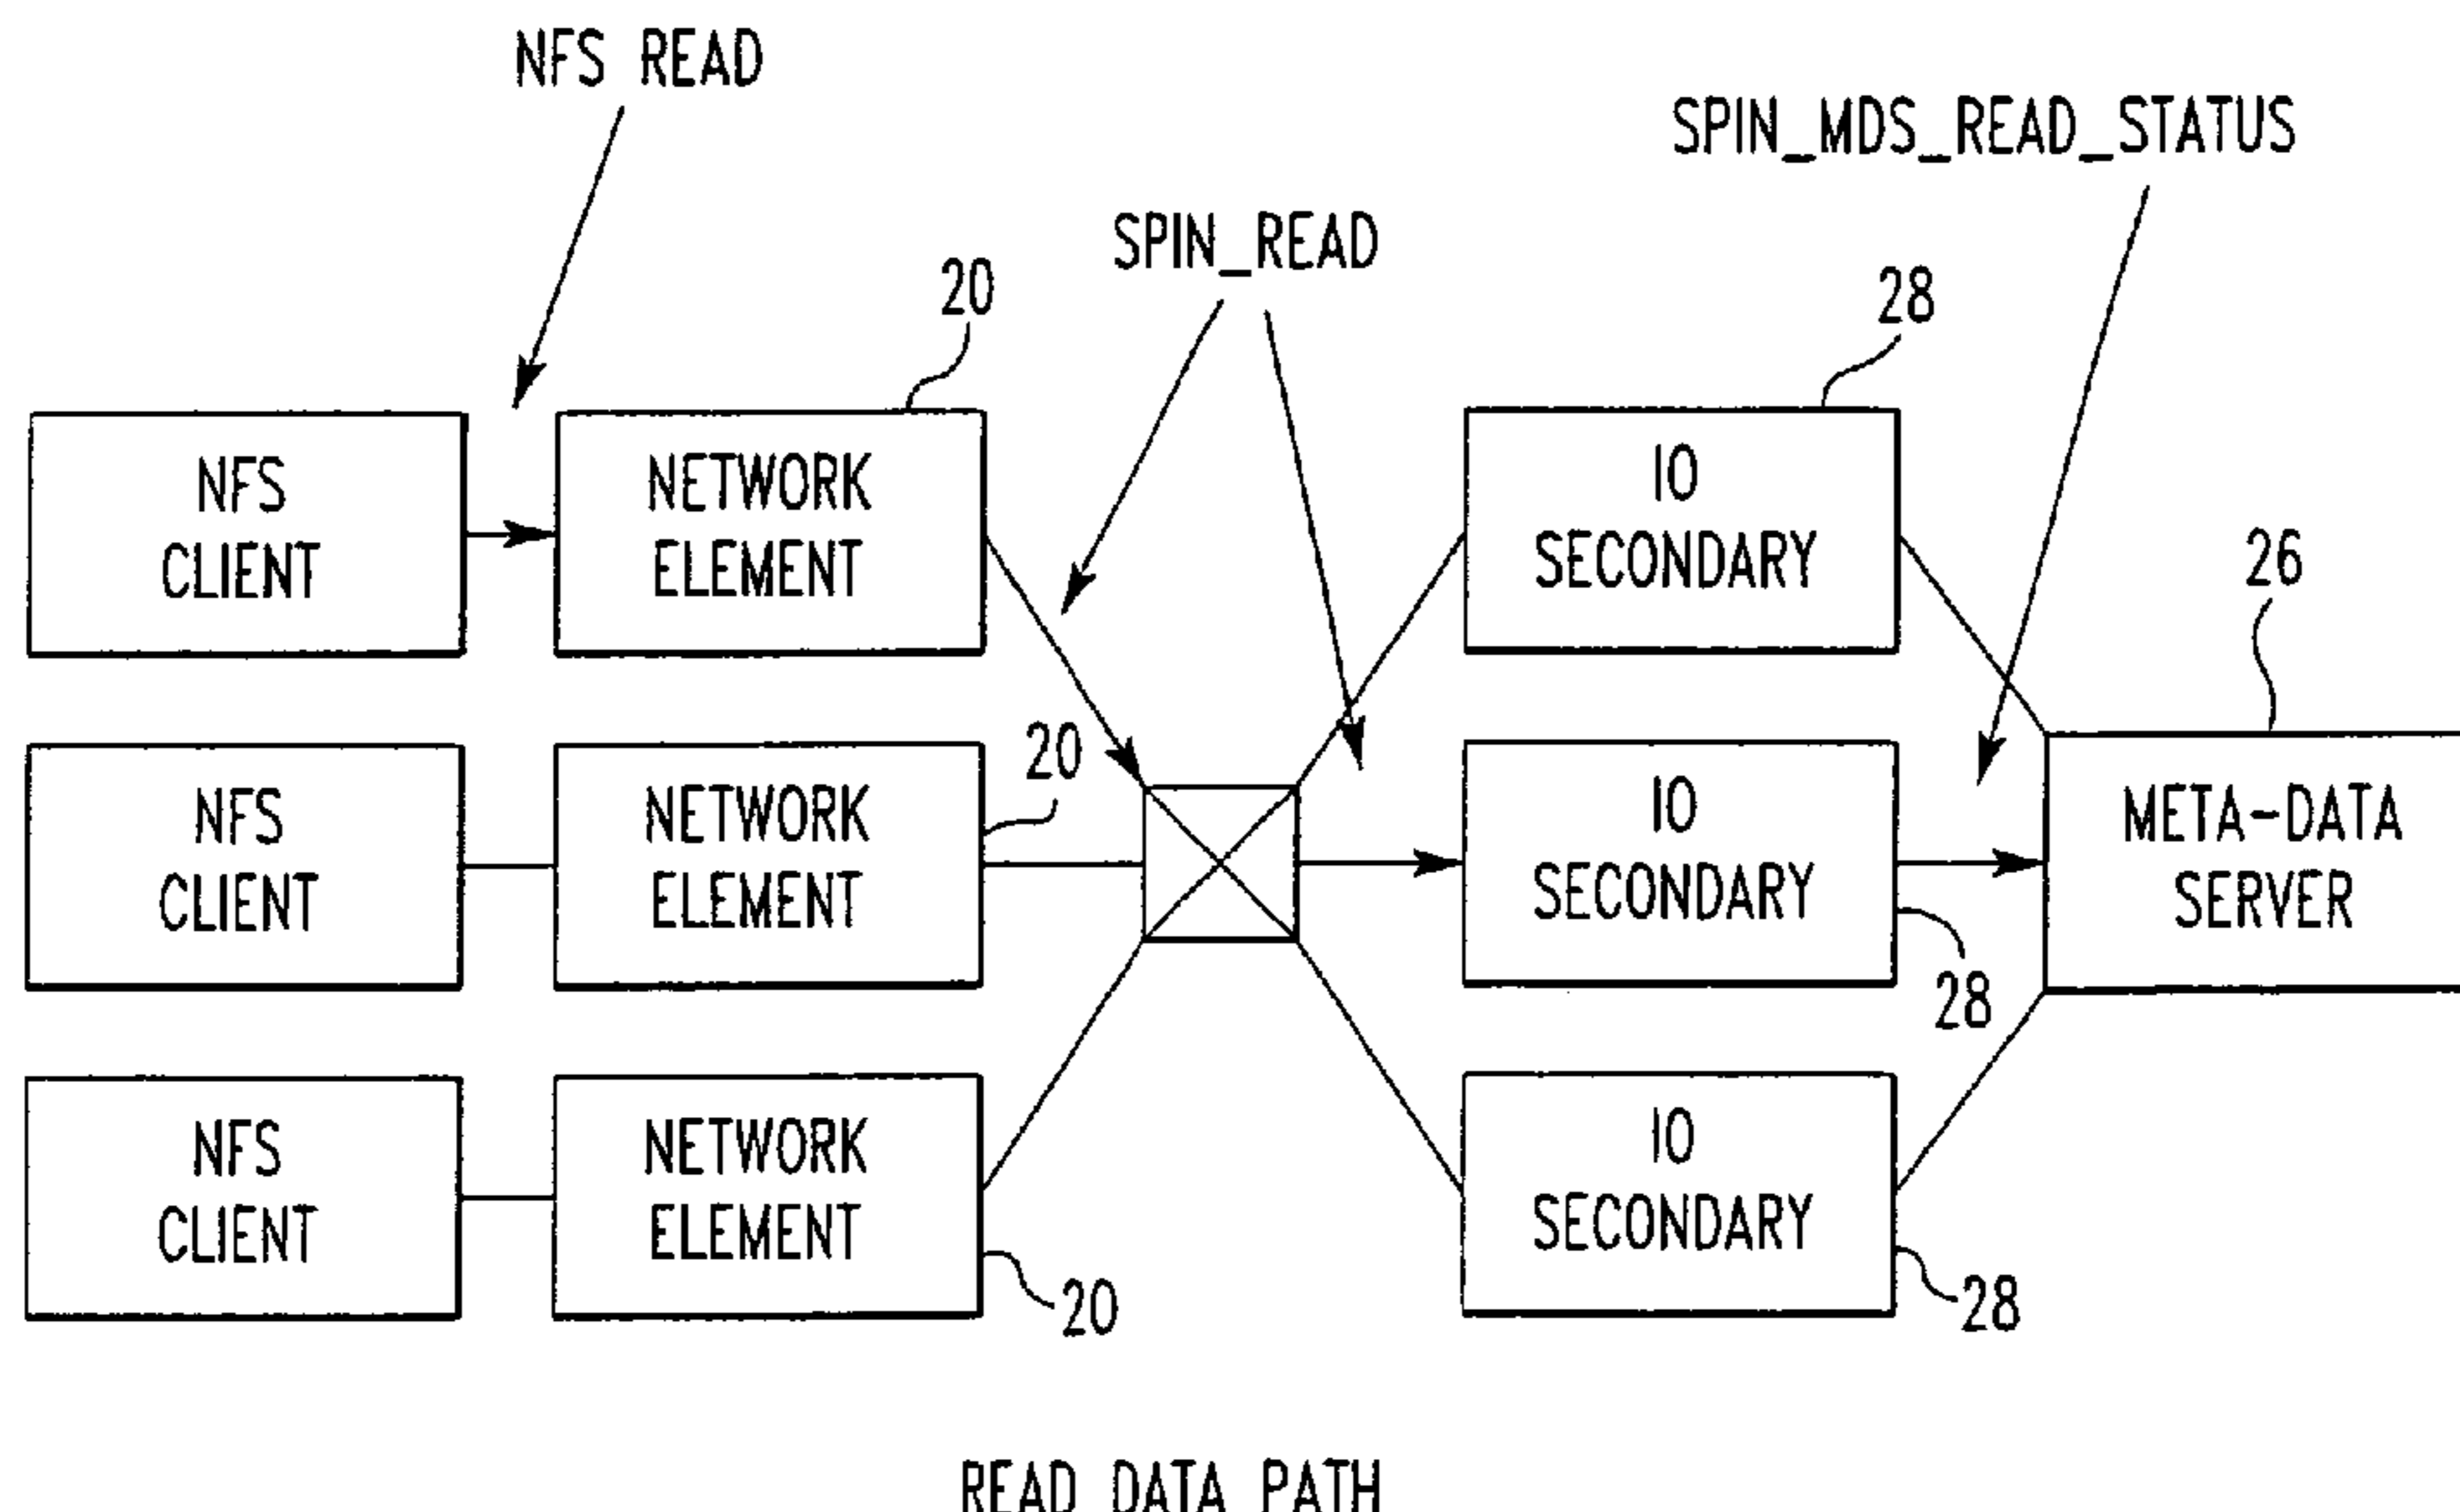 NFS READ
SPIN_MDS_READ_STATUS
SPIN_READ
20
28
NFS
CLIENT
NETWORK
ELEMENT
IO
SECONDARY
26
20
NFS
CLIENT
NETWORK
ELEMENT
IO
SECONDARY
META-DATA
SERVER
28
NFS
CLIENT
NETWORK
ELEMENT
IO
SECONDARY
20
28
READ DATA PATH